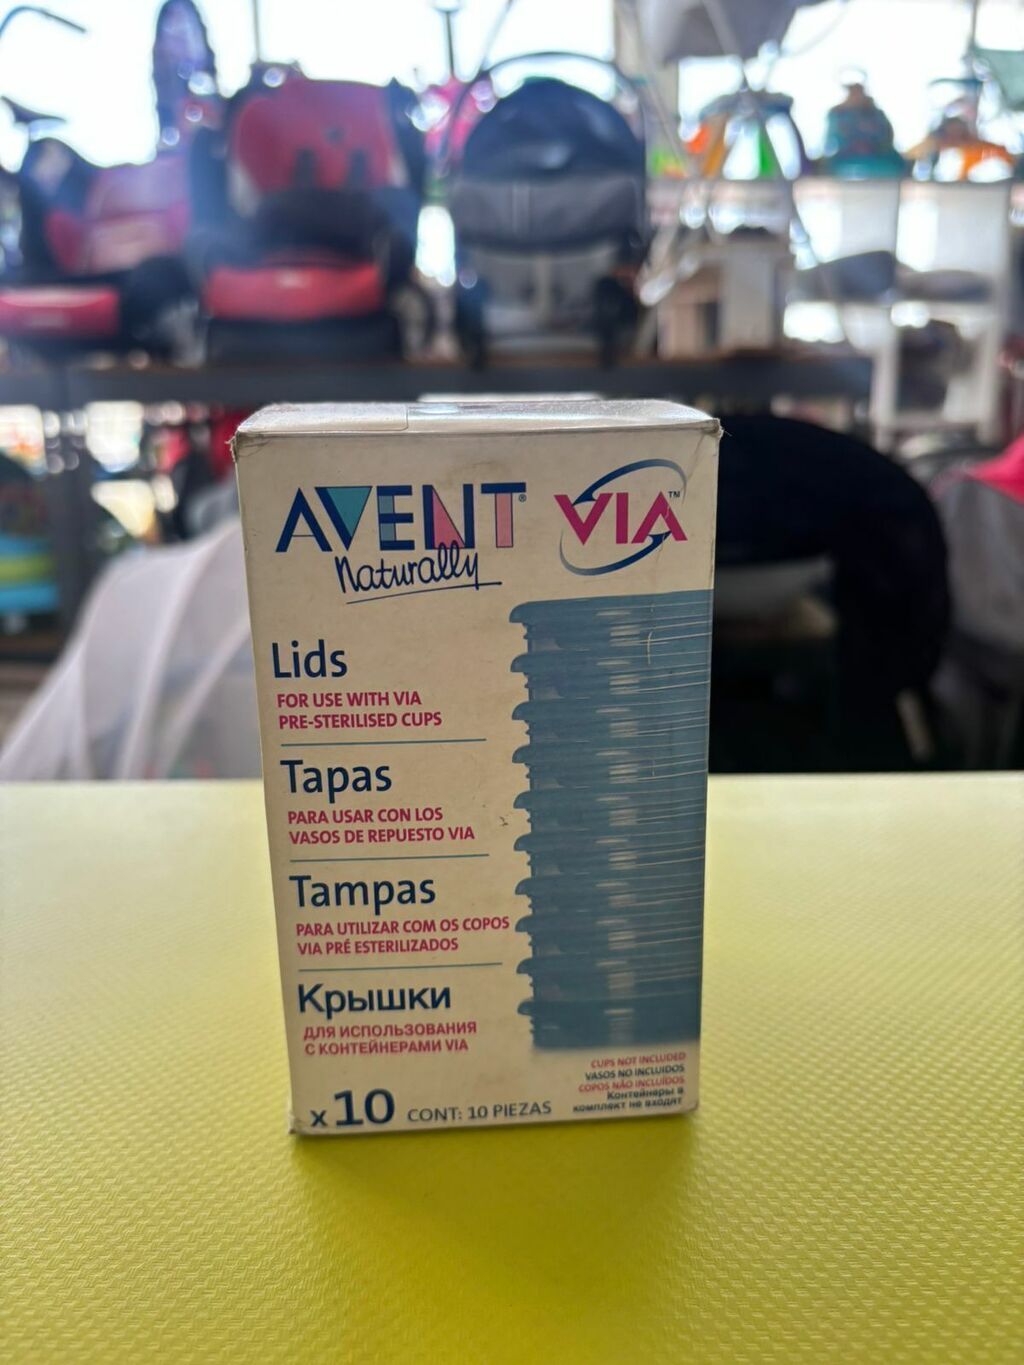 AVENT®
Naturally
VIA™
Lids
FOR USE WITH VIA
PRE-STERILISED CUPS
Tapas
PARA USAR CON LOS
VASOS DE REPUESTO VIA
Tampas
PARA UTILIZAR COM OS COPOS
VIA PRÉ ESTERILIZADOS
Крышки
ДЛЯ ИСПОЛЬЗОВАНИЯ
С КОНТЕЙНЕРАМИ VIA
x10 CONT: 10 PIEZAS
CUPS NOT INCLUDED
VASOS NO INCLUIDOS
COPOS NÃO INCLUÍDOS
Контейнеры в
комплект не входят